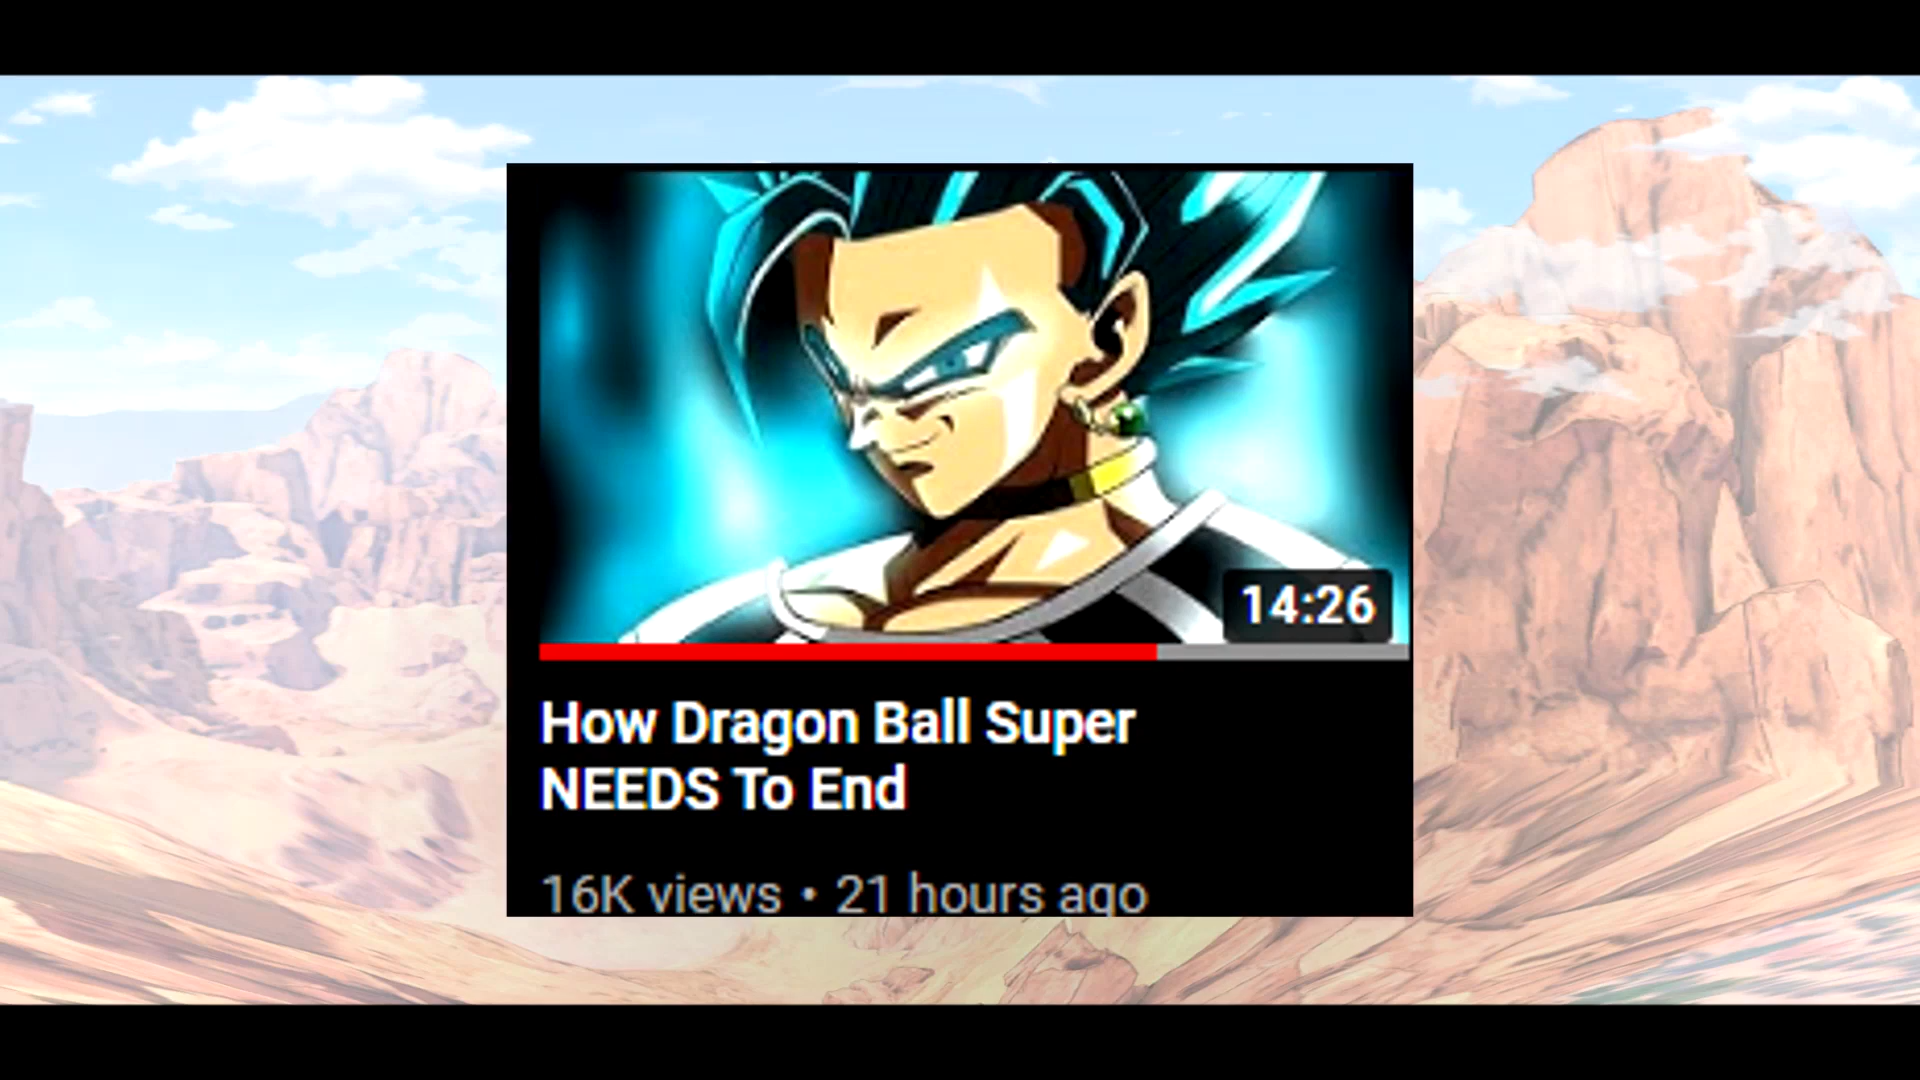 14:26
How Dragon Ball Super
NEEDS To End
16K views • 21 hours ago